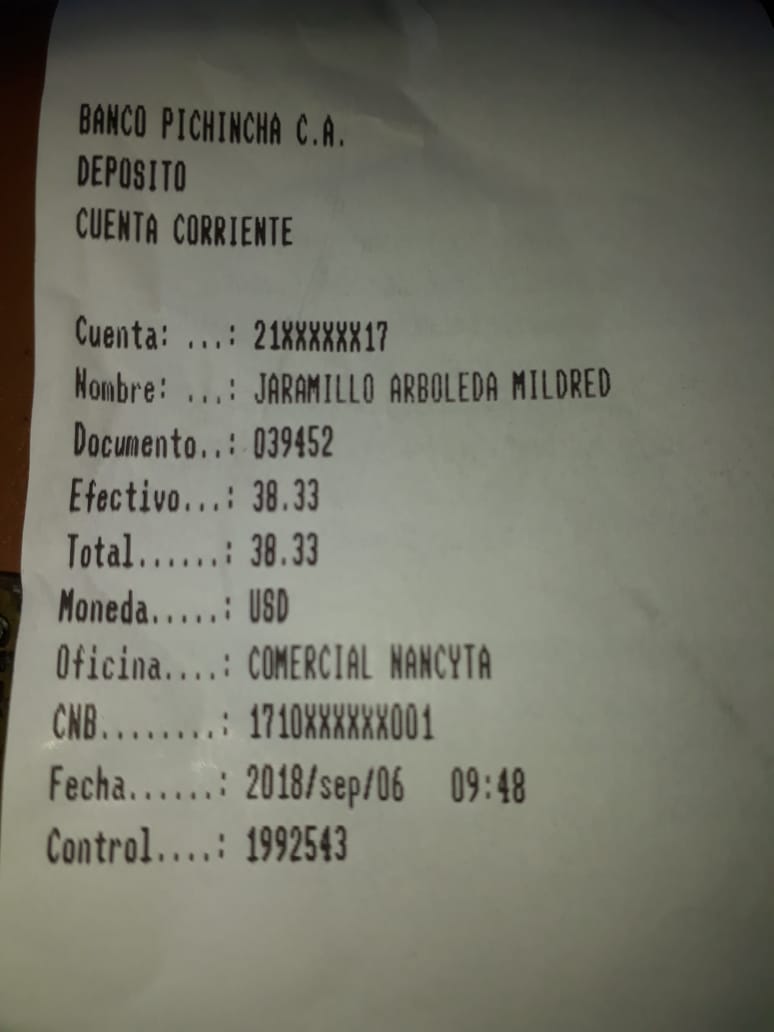 BANCO PICHINCHA C.A.
DEPOSITO
CUENTA CORRIENTE
Cuenta: ...: 21XXXXXX17
Nombre: ...: JARAMILLO ARBOLEDA MILDRED
Documento..: 039452
Efectivo...: 38.33
Total......: 38.33
Moneda.....: USD
Oficina....: COMERCIAL NANCYTA
CNB........: 1710XXXXXX001
Fecha......: 2018/sep/06 09:48
Control....: 1992543